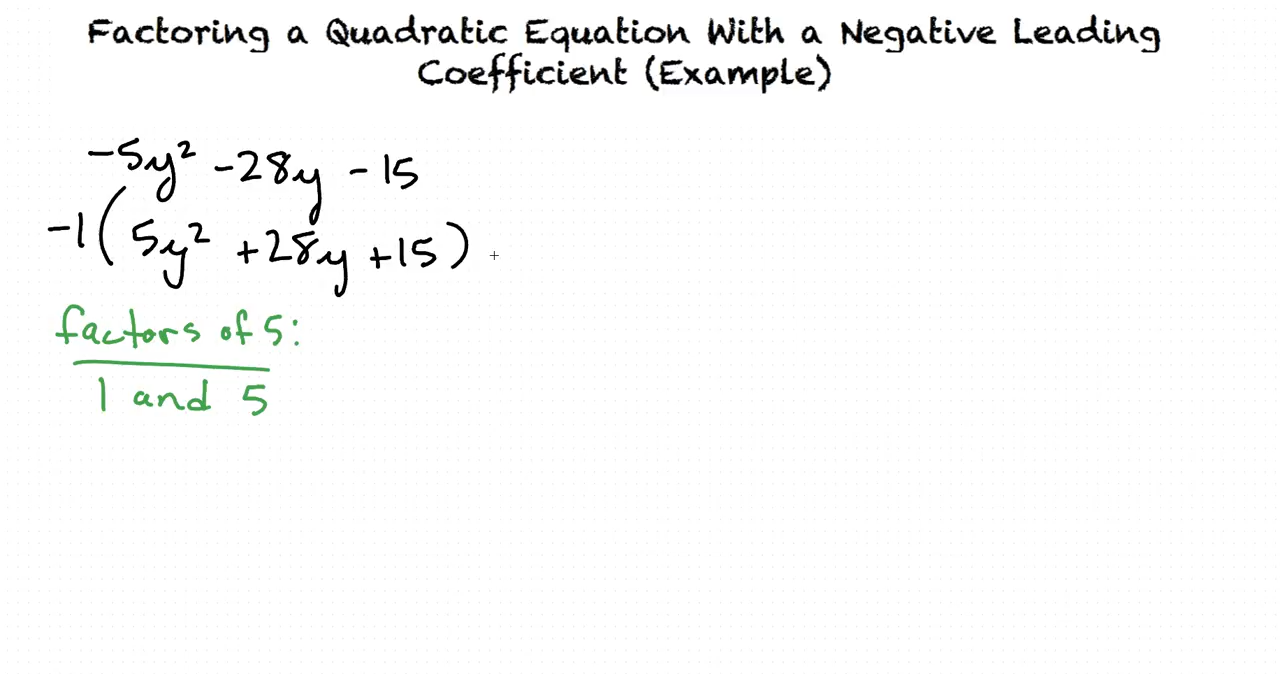 Factoring a Quadratic Equation With a Negative Leading
Coefficient (Example)
-5y² -28y -15
-1(5y² +28y +15)
factors of 5:
1 and 5